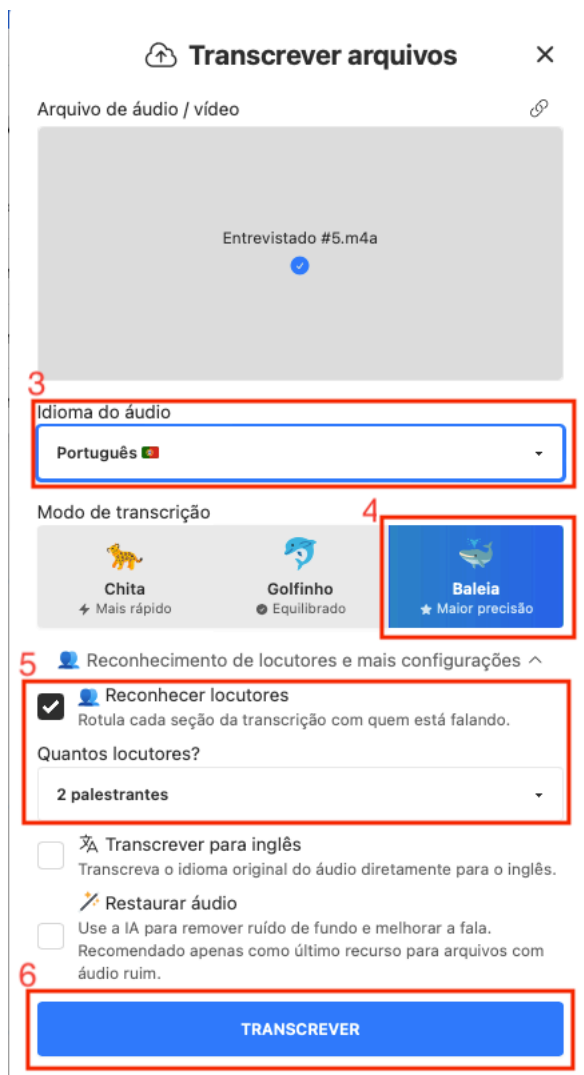 Transcrever arquivos
Arquivo de áudio / vídeo
Entrevistado #5.m4a
3
Idioma do áudio
Português
Modo de transcrição
4
Chita
Mais rápido
Golfinho
Equilibrado
Baleia
Maior precisão
5
Reconhecimento de locutores e mais configurações
Reconhecer locutores
Rotula cada seção da transcrição com quem está falando.
Quantos locutores?
2 palestrantes
Transcrever para inglês
Transcreva o idioma original do áudio diretamente para o inglês.
Restaurar áudio
Use a IA para remover ruído de fundo e melhorar a fala.
Recomendado apenas como último recurso para arquivos com
áudio ruim.
6
TRANSCREVER